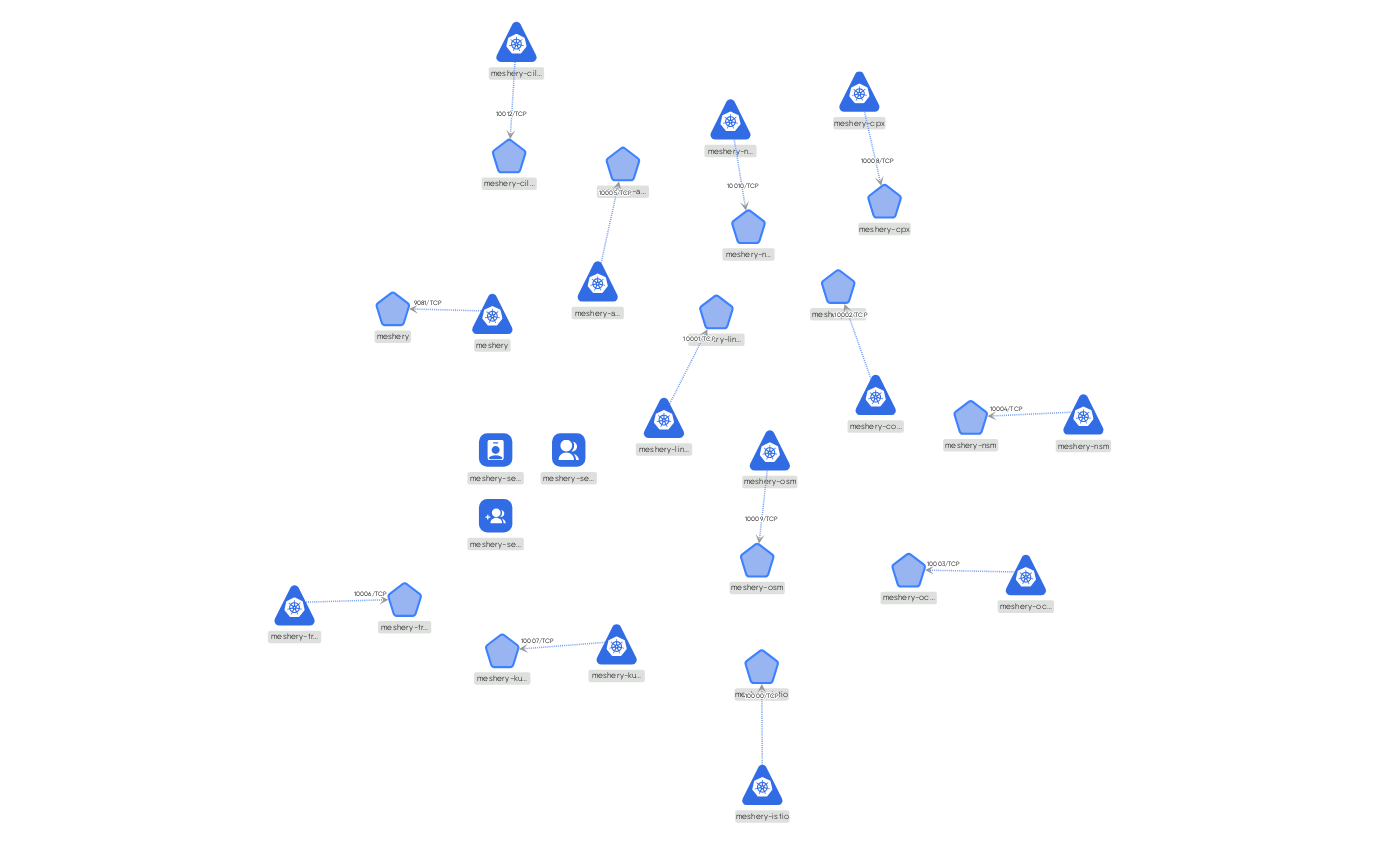 meshery-cil...
10012/TCP
meshery-cil...
meshery-cpx
10008/TCP
meshery-cpx
meshery-n...
10010/TCP
meshery-n...
10005/TCP
-a...
meshery-a...
9081/TCP
meshery
meshery
10002/TCP
meshery-co...
10001/TCP
ry-lin...
meshery-lin...
10004/TCP
meshery-nsm
meshery-nsm
meshery-se...
meshery-se...
meshery-se...
meshery-osm
10009/TCP
meshery-osm
10003/TCP
meshery-oc...
meshery-oc...
10006/TCP
meshery-tr...
meshery-tr...
10007/TCP
meshery-ku...
meshery-ku...
10000/TCP
meshery-istio